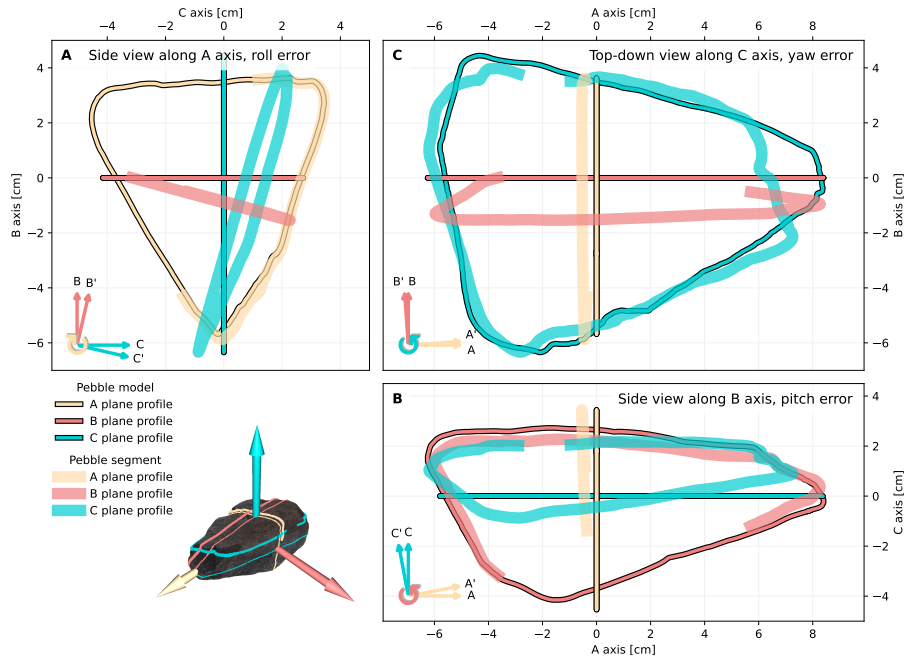 C axis [cm]
−4 −2 0 2 4
A Side view along A axis, roll error
B axis [cm]
4
2
0
−2
−4
−6
B B'
C
C'
A axis [cm]
−6 −4 −2 0 2 4 6 8
C Top-down view along C axis, yaw error
B' B
A'
A
4
2
0
−2
−4
−6
B axis [cm]
Pebble model
A plane profile
B plane profile
C plane profile
Pebble segment
A plane profile
B plane profile
C plane profile
B Side view along B axis, pitch error
C' C
A'
A
4
2
0
−2
−4
C axis [cm]
−6 −4 −2 0 2 4 6 8
A axis [cm]